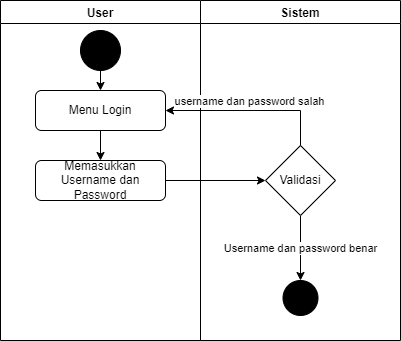 User
Sistem
Menu Login
username dan password salah
Memasukkan
Username dan
Password
Validasi
Username dan password benar